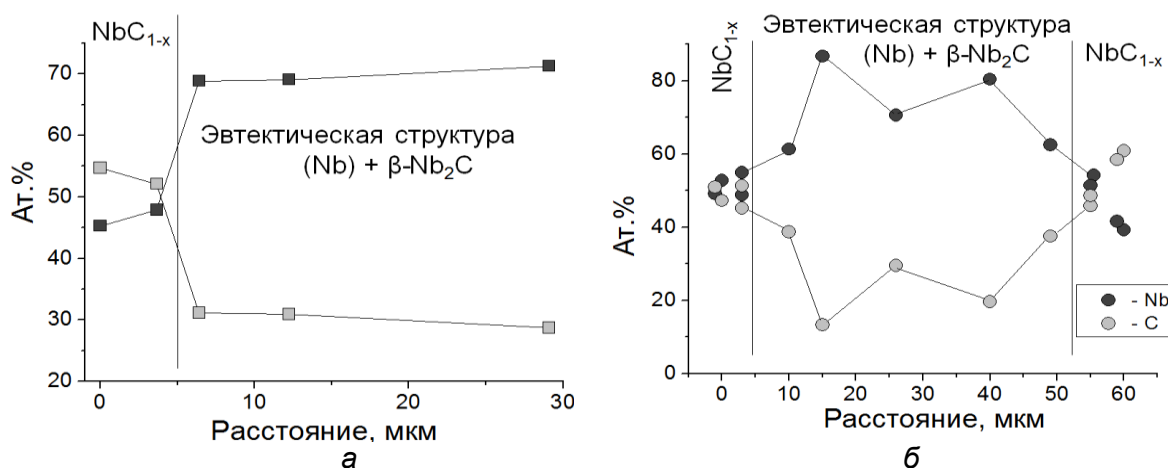 NbC1-x
Эвтектическая структура
(Nb) + β-Nb2C
Ат.%
70
60
50
40
30
20
0
10
20
30
Расстояние, мкм
а
NbC1-x
Эвтектическая структура
(Nb) + β-Nb2C
NbC1-x
Ат.%
80
60
40
20
0
0
10
20
30
40
50
60
- Nb
- C
Расстояние, мкм
б